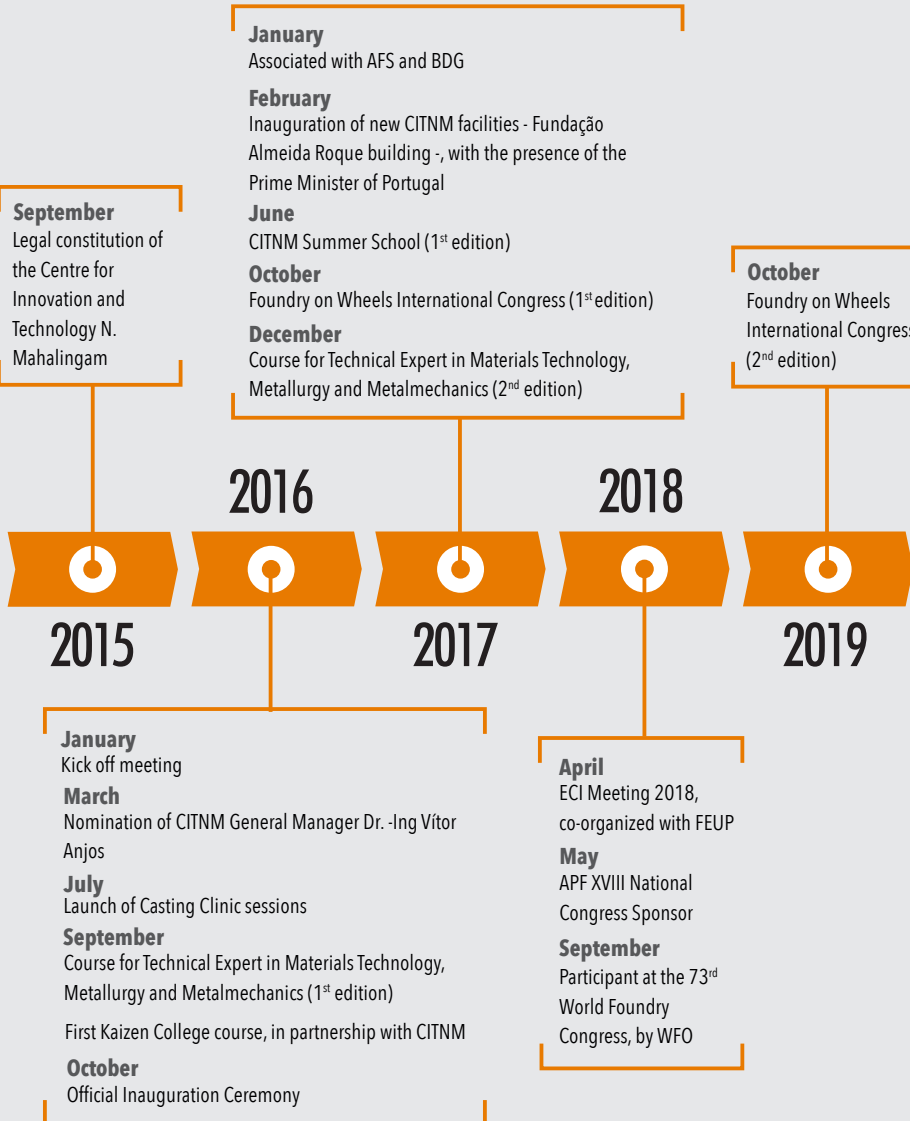 September
Legal constitution of
the Centre for
Innovation and
Technology N.
Mahalingam
2015
2016
January
Kick off meeting
March
Nomination of CITNM General Manager Dr. -Ing Vítor
Anjos
July
Launch of Casting Clinic sessions
September
Course for Technical Expert in Materials Technology,
Metallurgy and Metalmechanics (1st edition)
First Kaizen College course, in partnership with CITNM
October
Official Inauguration Ceremony
January
Associated with AFS and BDG
February
Inauguration of new CITNM facilities - Fundação
Almeida Roque building -, with the presence of the
Prime Minister of Portugal
June
CITNM Summer School (1st edition)
October
Foundry on Wheels International Congress (1st edition)
December
Course for Technical Expert in Materials Technology,
Metallurgy and Metalmechanics (2nd edition)
2017
2018
April
ECI Meeting 2018,
co-organized with FEUP
May
APF XVIII National
Congress Sponsor
September
Participant at the 73rd
World Foundry
Congress, by WFO
October
Foundry on Wheels
International Congress
(2nd edition)
2019